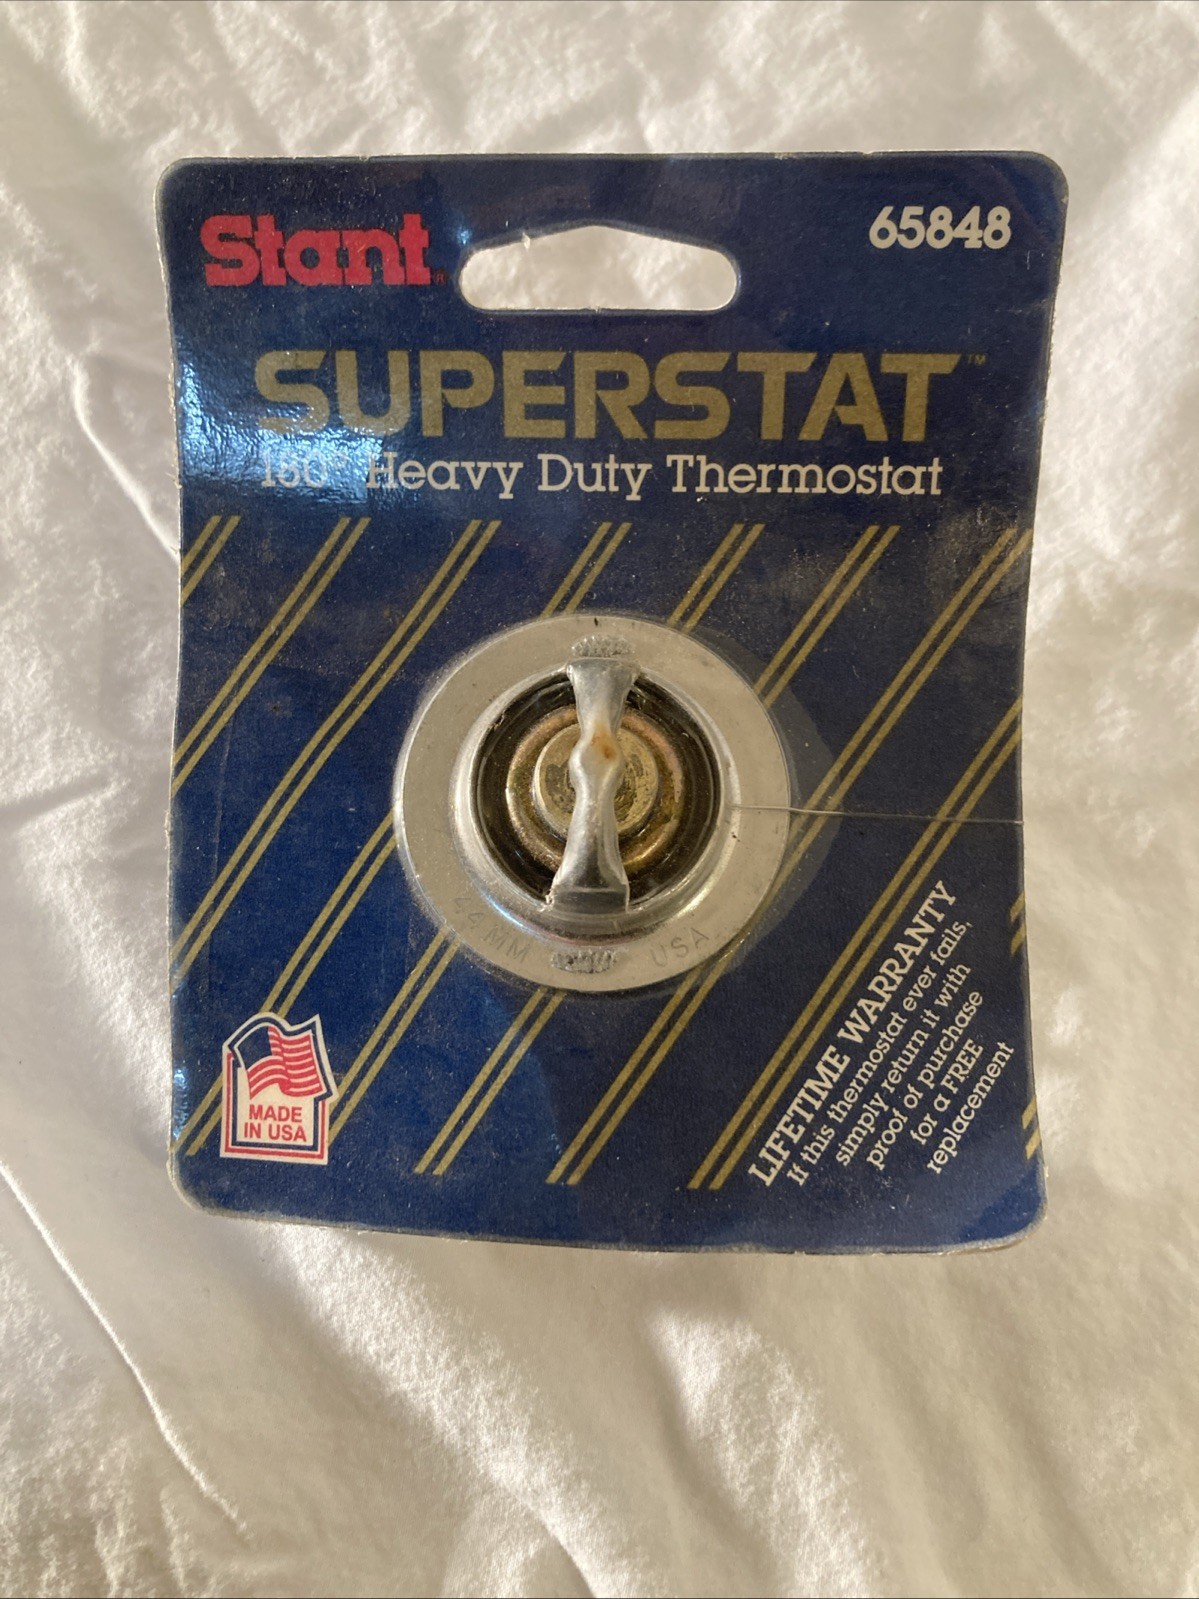 Stant®
65848
SUPERSTAT™
Heavy Duty Thermostat
MM USA
MADE
IN USA
LIFETIME WARRANTY
If this thermostat ever fails,
simply return it with
proof of purchase
for a FREE
replacement